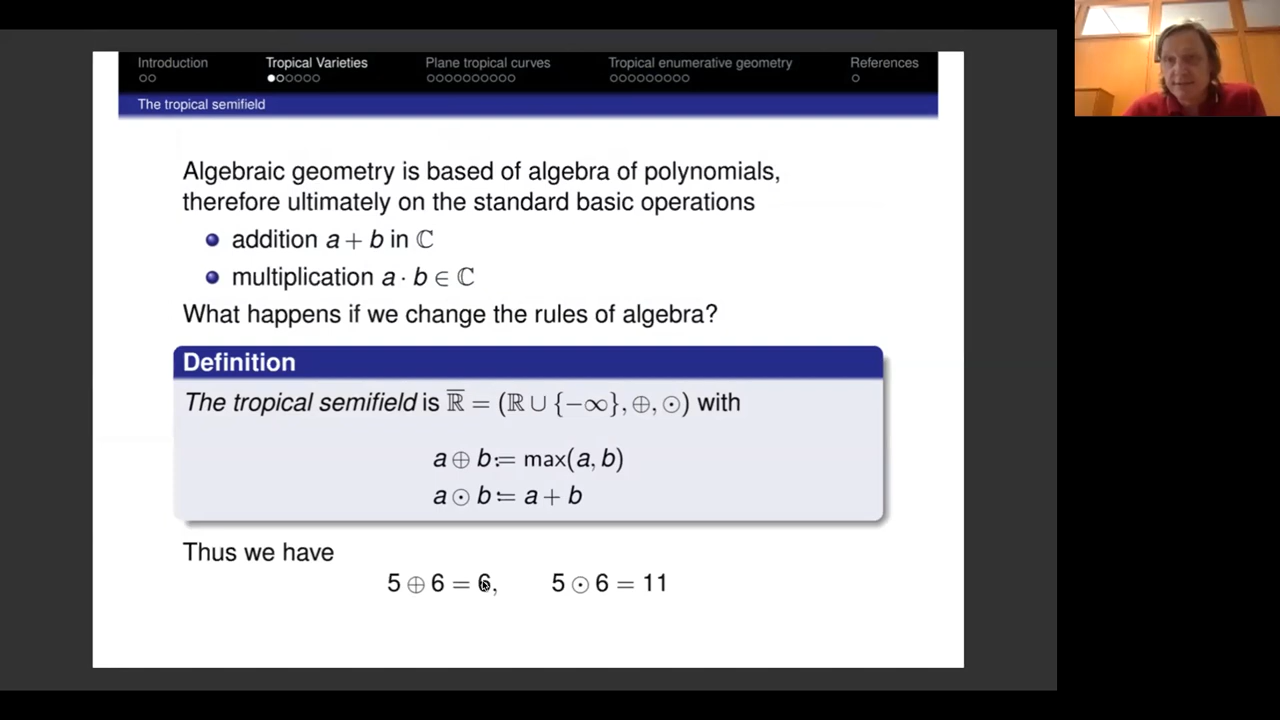 Introduction Tropical Varieties Plane tropical curves Tropical enumerative geometry References
The tropical semifield
Algebraic geometry is based of algebra of polynomials,
therefore ultimately on the standard basic operations
addition a + b in ℂ
multiplication a · b ∈ ℂ
What happens if we change the rules of algebra?
Definition
The tropical semifield is ℝ̅ = (ℝ ∪ {−∞}, ⊕, ⊙) with
a ⊕ b := max(a, b)
a ⊙ b := a + b
Thus we have
5 ⊕ 6 = 6, 5 ⊙ 6 = 11